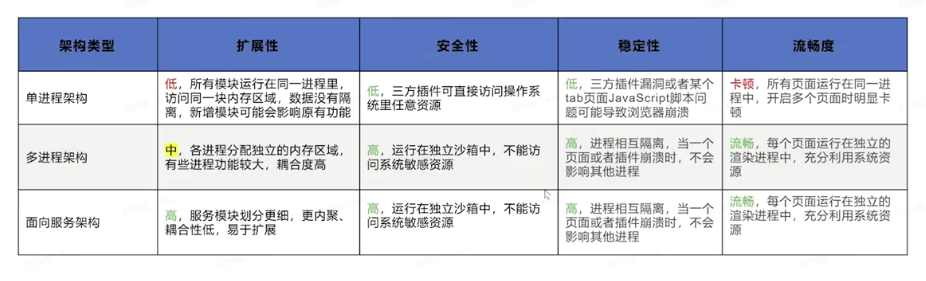 架构类型
扩展性
安全性
稳定性
流畅度
单进程架构
低，所有模块运行在同一进程里，
访问同一块内存区域，数据没有隔
离，新增模块可能会影响原有功能
低，三方插件可直接访问操作系
统里任意资源
低，三方插件漏洞或者某个
tab页面JavaScript脚本问
题可能导致浏览器崩溃
卡顿，所有页面运行在同一进
程中，开启多个页面时明显卡
顿
多进程架构
中，各进程分配独立的内存区域，
有些进程功能较大，耦合度高
高，运行在独立沙箱中，不能访
问系统敏感资源
高，进程相互隔离，当一个
页面或者插件崩溃时，不会
影响其他进程
流畅，每个页面运行在独立的
渲染进程中，充分利用系统资
源
面向服务架构
高，服务模块划分更细，更内聚、
耦合性低，易于扩展
高，运行在独立沙箱中，不能访
问系统敏感资源
高，进程相互隔离，当一个
页面或者插件崩溃时，不会
影响其他进程
流畅，每个页面运行在独立的
渲染进程中，充分利用系统资
源